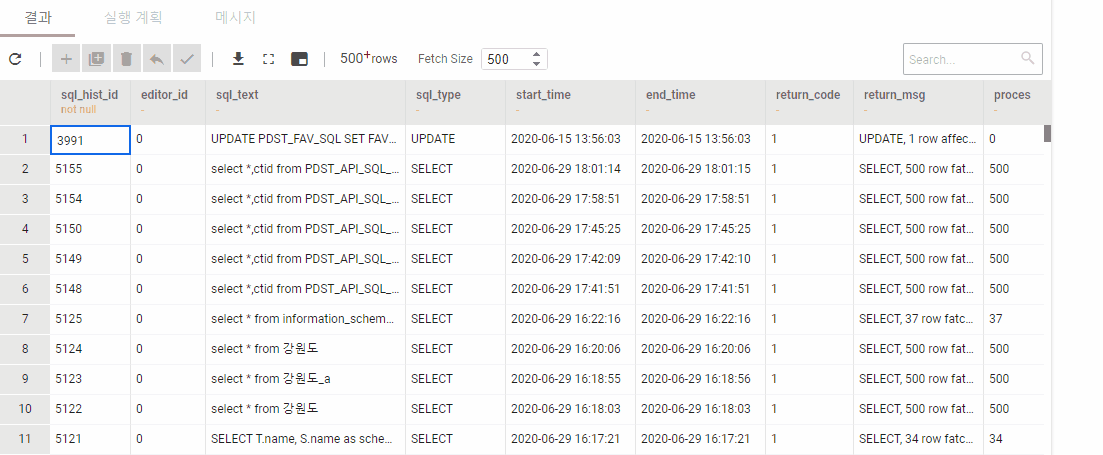 결과 실행 계획 메시지
500+rows Fetch Size 500 Search...
sql_hist_id editor_id sql_text sql_type start_time end_time return_code return_msg proces
not null - - - - - - - -
1 3991 0 UPDATE PDST_FAV_SQL SET FAV... UPDATE 2020-06-15 13:56:03 2020-06-15 13:56:03 1 UPDATE, 1 row affec... 0
2 5155 0 select *,ctid from PDST_API_SQL_... SELECT 2020-06-29 18:01:14 2020-06-29 18:01:15 1 SELECT, 500 row fat... 500
3 5154 0 select *,ctid from PDST_API_SQL_... SELECT 2020-06-29 17:58:51 2020-06-29 17:58:51 1 SELECT, 500 row fat... 500
4 5150 0 select *,ctid from PDST_API_SQL_... SELECT 2020-06-29 17:45:25 2020-06-29 17:45:25 1 SELECT, 500 row fat... 500
5 5149 0 select *,ctid from PDST_API_SQL_... SELECT 2020-06-29 17:42:09 2020-06-29 17:42:10 1 SELECT, 500 row fat... 500
6 5148 0 select *,ctid from PDST_API_SQL_... SELECT 2020-06-29 17:41:51 2020-06-29 17:41:51 1 SELECT, 500 row fat... 500
7 5125 0 select * from information_schem... SELECT 2020-06-29 16:22:16 2020-06-29 16:22:16 1 SELECT, 37 row fatc... 37
8 5124 0 select * from 강원도 SELECT 2020-06-29 16:20:06 2020-06-29 16:20:06 1 SELECT, 500 row fat... 500
9 5123 0 select * from 강원도_a SELECT 2020-06-29 16:18:55 2020-06-29 16:18:56 1 SELECT, 500 row fat... 500
10 5122 0 select * from 강원도 SELECT 2020-06-29 16:18:03 2020-06-29 16:18:03 1 SELECT, 500 row fat... 500
11 5121 0 SELECT T.name, S.name as sche... SELECT 2020-06-29 16:17:21 2020-06-29 16:17:21 1 SELECT, 34 row fatc... 34